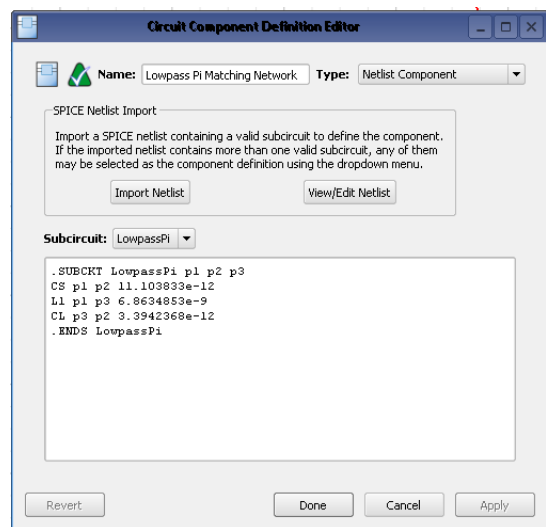 Circuit Component Definition Editor
Name: Lowpass Pi Matching Network Type: Netlist Component
SPICE Netlist Import
Import a SPICE netlist containing a valid subcircuit to define the component.
If the imported netlist contains more than one valid subcircuit, any of them
may be selected as the component definition using the dropdown menu.
Import Netlist View/Edit Netlist
Subcircuit: LowpassPi
.SUBCKT LowpassPi p1 p2 p3
CS p1 p2 11.103833e-12
L1 p1 p3 6.8634853e-9
CL p3 p2 3.3942368e-12
.ENDS LowpassPi
Revert Done Cancel Apply